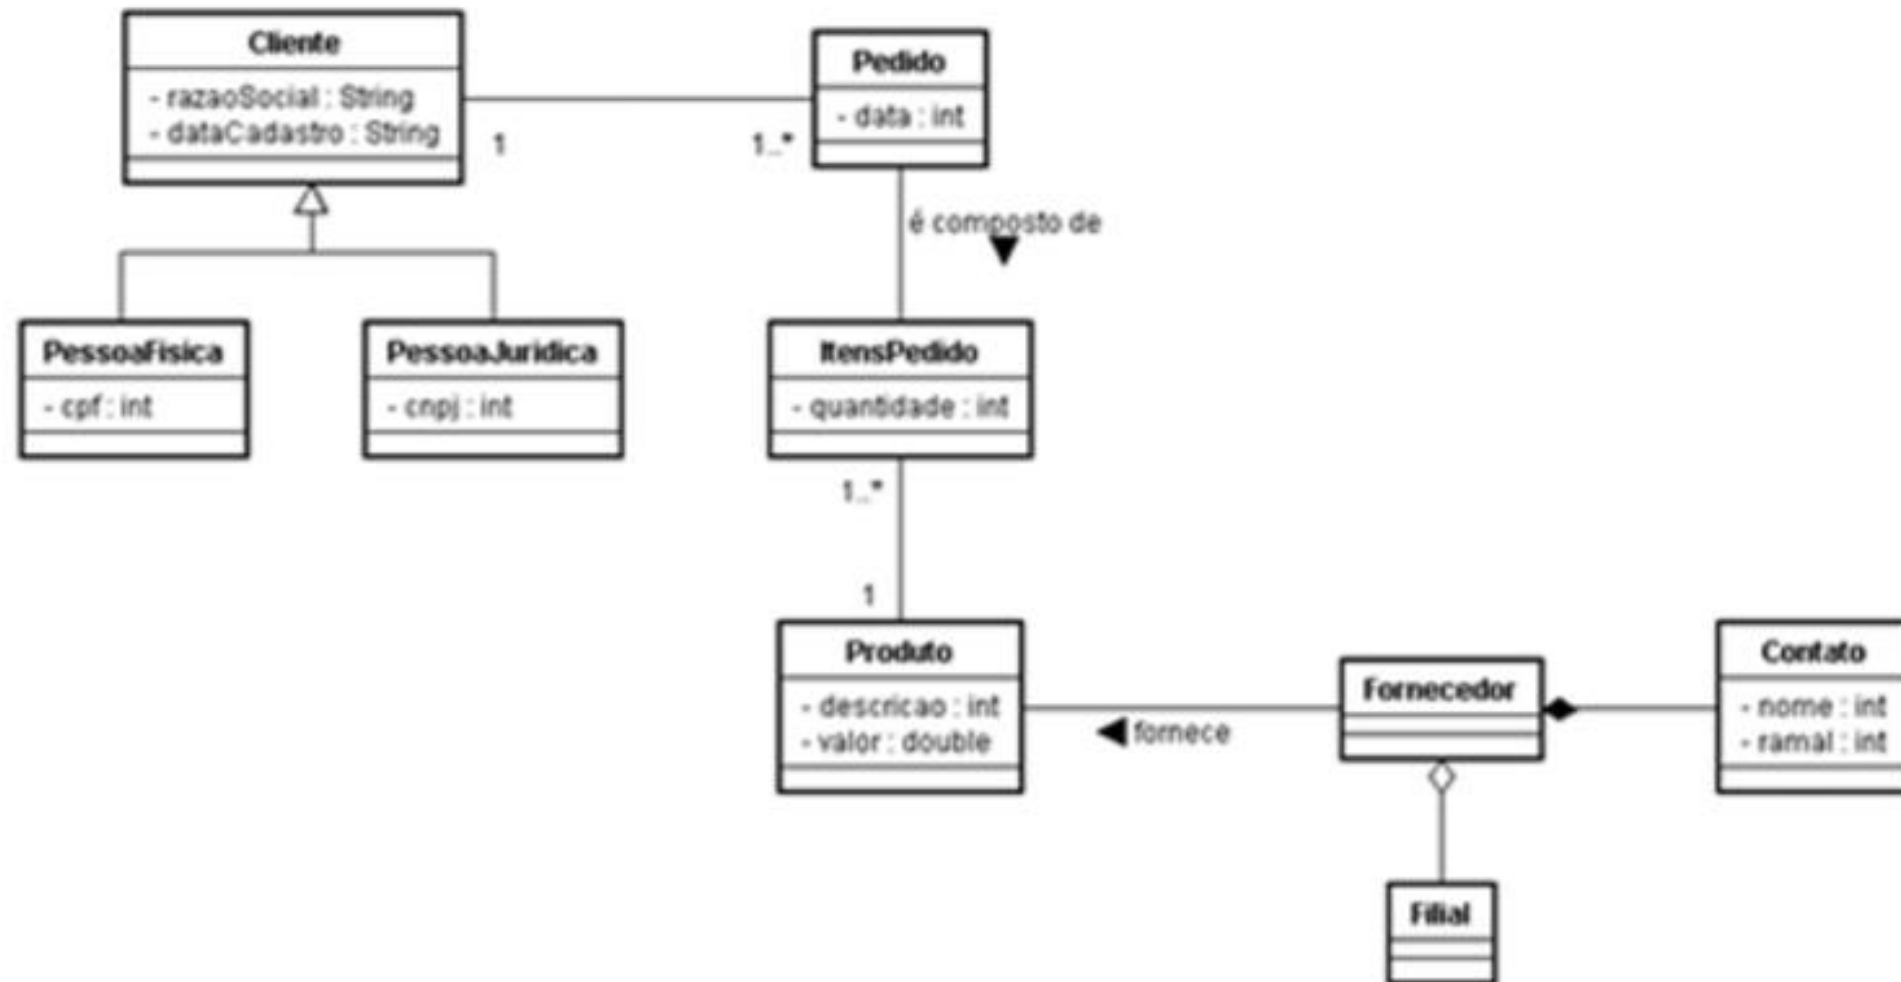 Cliente
- razaoSocial : String
- dataCadastro : String
1
1..*
Pedido
- data : int
é composto de
PessoaFisica
- cpf : int
PessoaJuridica
- cnpj : int
ItensPedido
- quantidade : int
1..*
1
Produto
- descricao : int
- valor : double
fornece
Fornecedor
Contato
- nome : int
- ramal : int
Filial